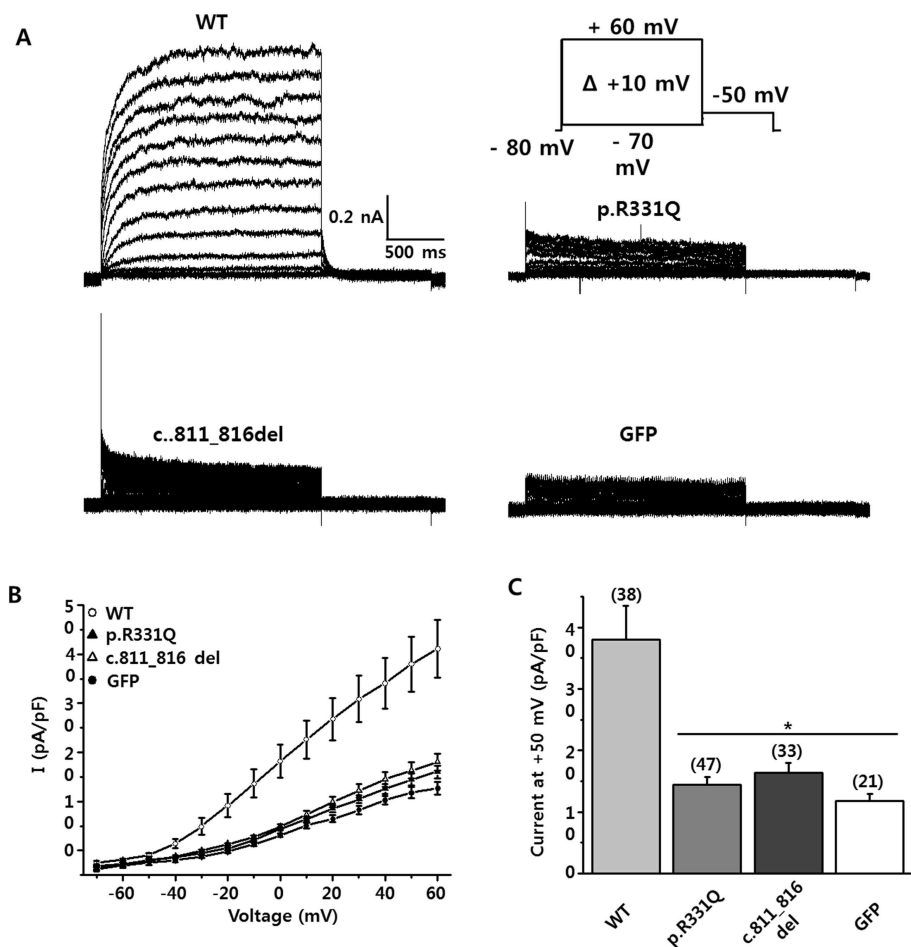 A
WT
0.2 nA
500 ms
+ 60 mV
Δ +10 mV
-50 mV
- 80 mV
- 70
mV
p.R331Q
c..811_816del
GFP
B
5
0
4
0
3
0
2
0
1
0
0
I (pA/pF)
WT
p.R331Q
c.811_816 del
GFP
-60 -40 -20 0 20 40 60
Voltage (mV)
C
Current at +50 mV (pA/pF)
4
0
3
0
2
0
1
0
0
(38)
(47)
(33)
(21)
*
WT
p.R331Q
c.811_816
del
GFP